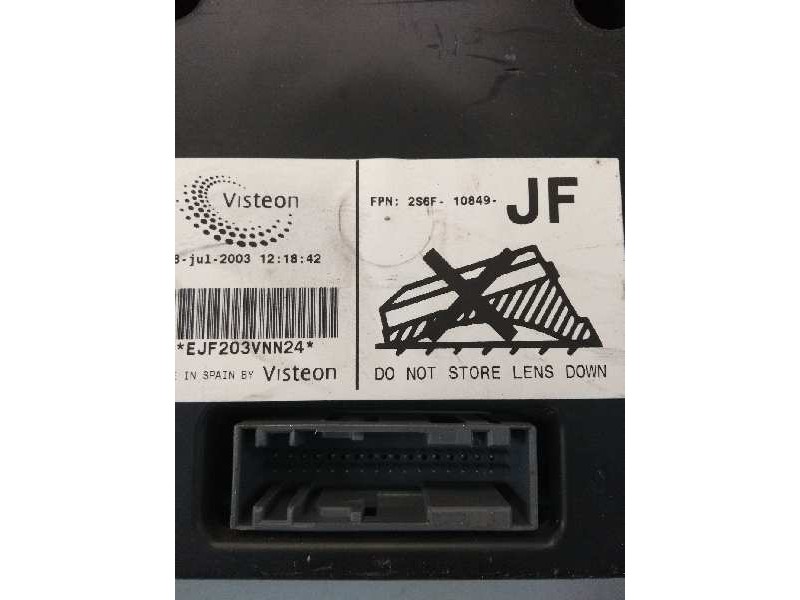 Visteon
-jul-2003 12:18:42
*EJF203VNN24*
IN SPAIN BY Visteon
FPN: 2S6F- 10849- JF
DO NOT STORE LENS DOWN